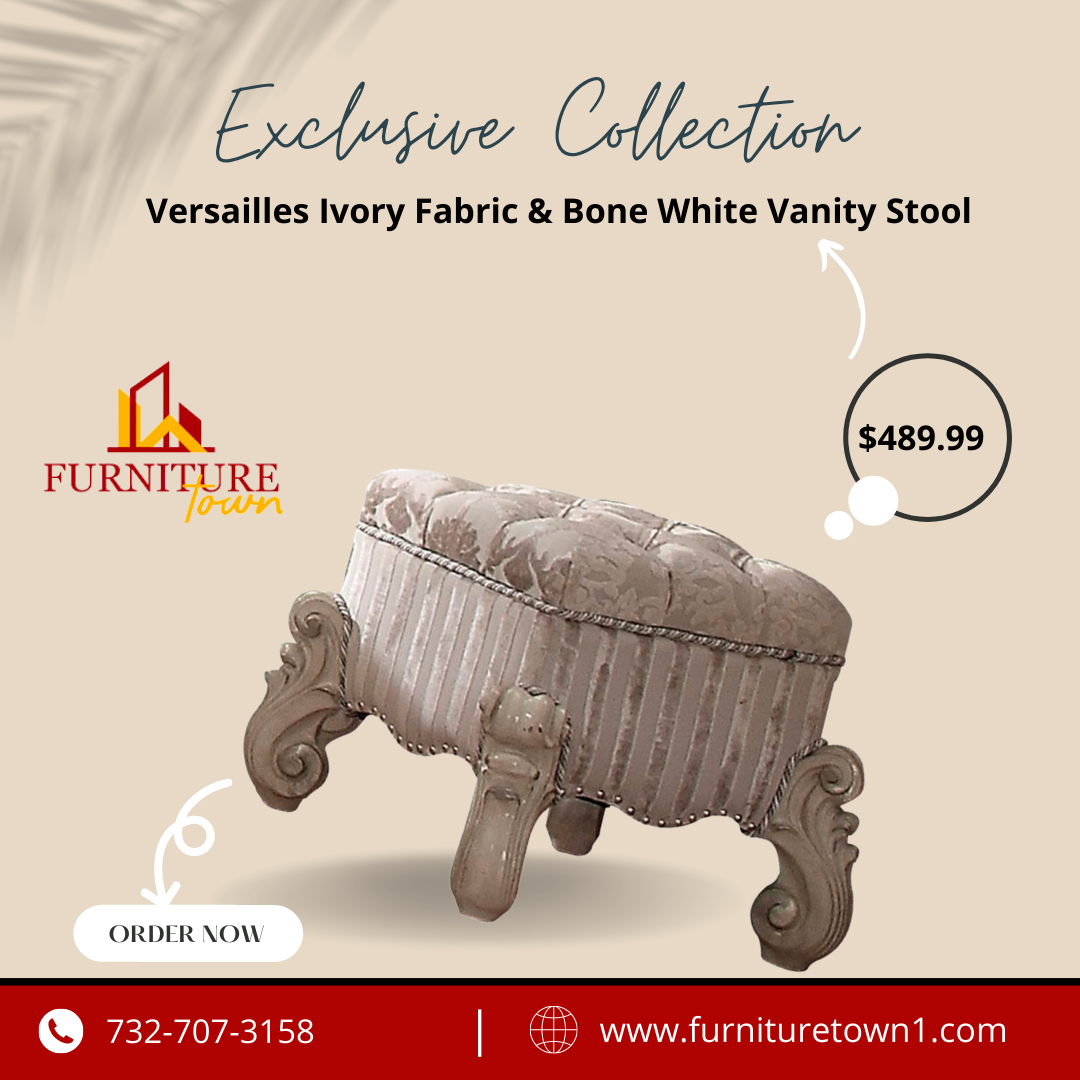 Exclusive Collection
Versailles Ivory Fabric & Bone White Vanity Stool
$489.99
FURNITURE
town
ORDER NOW
732-707-3158 | www.furnituretown1.com